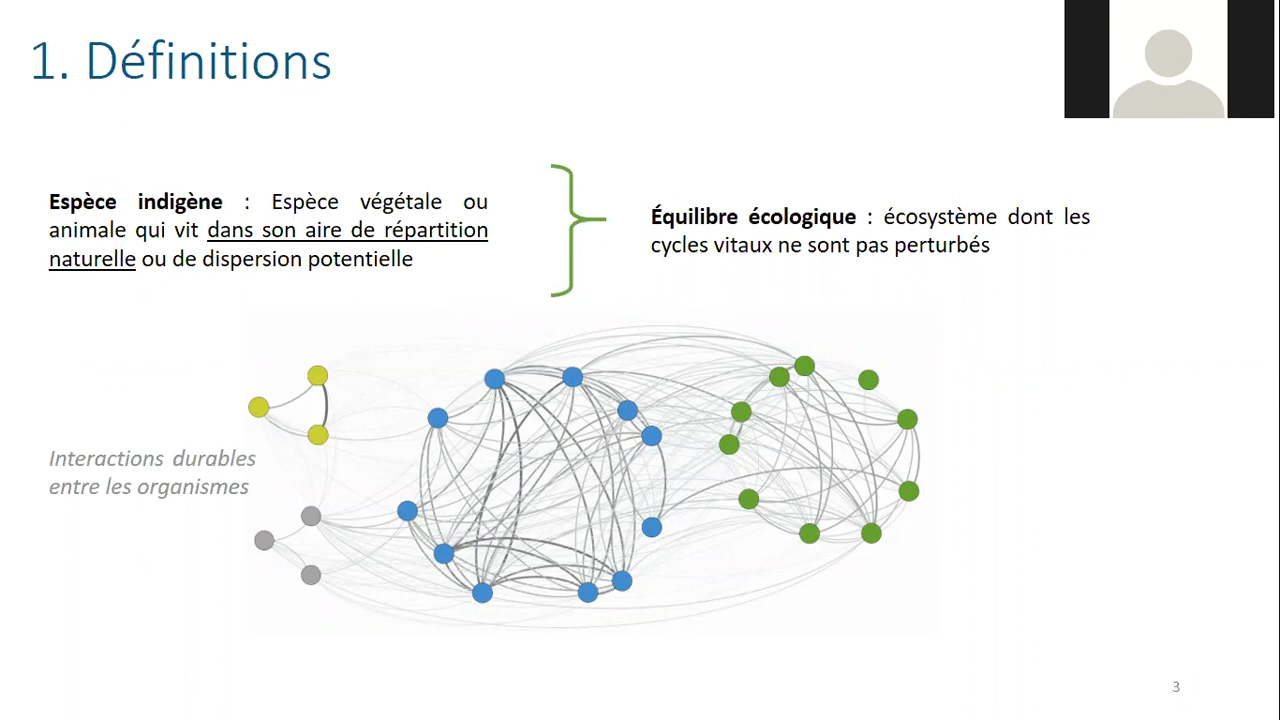 1. Définitions
Espèce indigène : Espèce végétale ou
animale qui vit dans son aire de répartition
naturelle ou de dispersion potentielle
Équilibre écologique : écosystème dont les
cycles vitaux ne sont pas perturbés
Interactions durables
entre les organismes
3